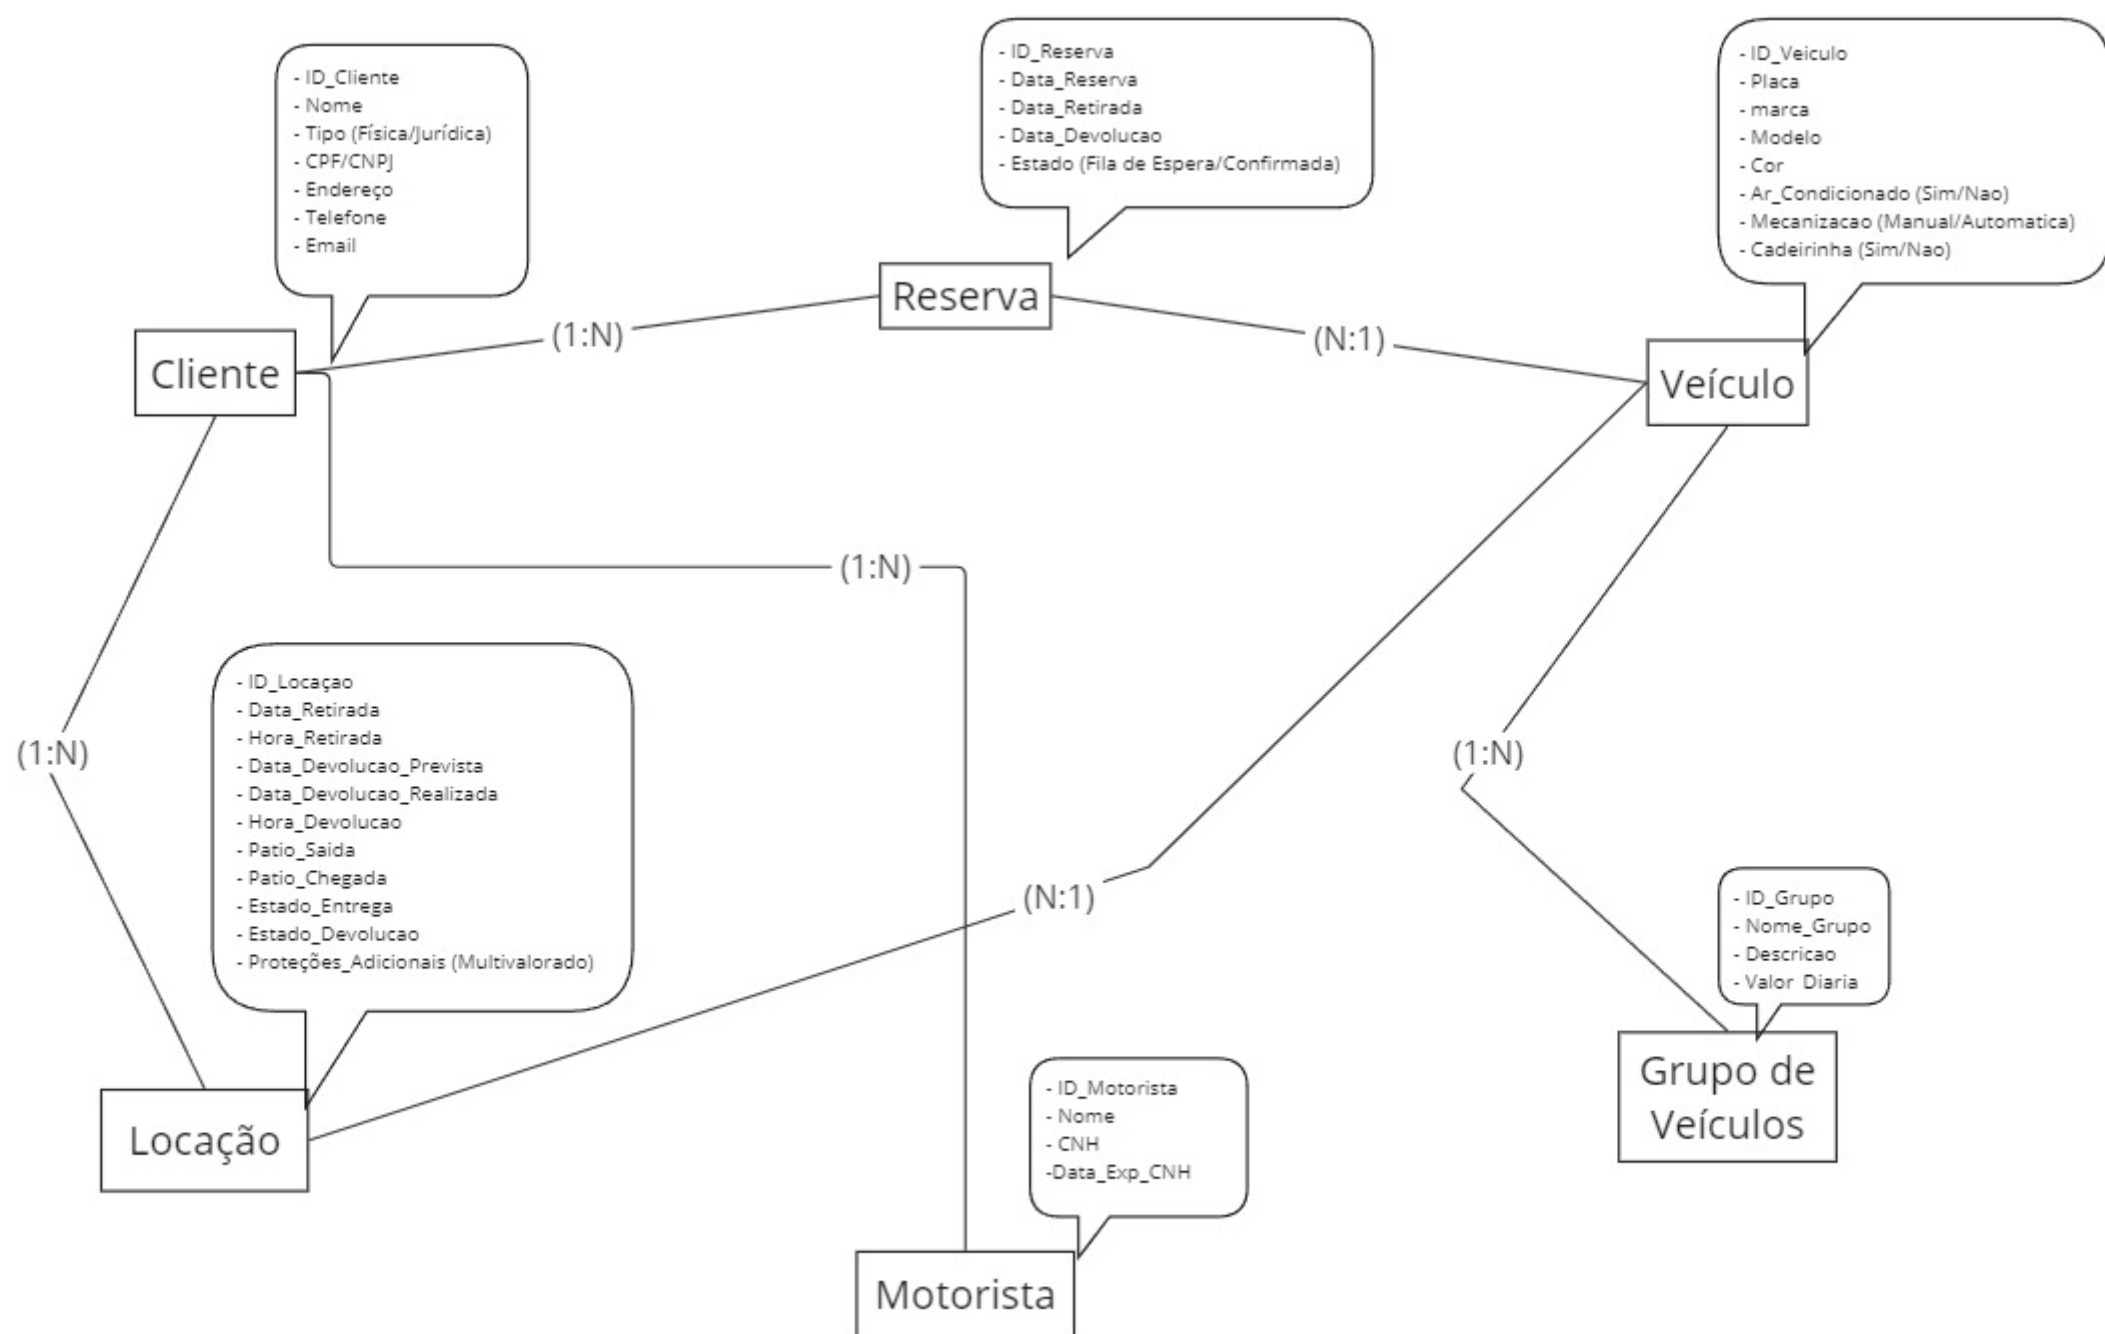 - ID_Cliente
- Nome
- Tipo (Física/Jurídica)
- CPF/CNPJ
- Endereço
- Telefone
- Email
- ID_Reserva
- Data_Reserva
- Data_Retirada
- Data_Devolucao
- Estado (Fila de Espera/Confirmada)
- ID_Veiculo
- Placa
- marca
- Modelo
- Cor
- Ar_Condicionado (Sim/Nao)
- Mecanizacao (Manual/Automatica)
- Cadeirinha (Sim/Nao)
Cliente
(1:N)
Reserva
(N:1)
Veículo
(1:N)
(1:N)
- ID_Locaçao
- Data_Retirada
- Hora_Retirada
- Data_Devolucao_Prevista
- Data_Devolucao_Realizada
- Hora_Devolucao
- Patio_Saida
- Patio_Chegada
- Estado_Entrega
- Estado_Devolucao
- Proteções_Adicionais (Multivalorado)
(N:1)
(1:N)
- ID_Grupo
- Nome_Grupo
- Descricao
- Valor_Diaria
Locação
- ID_Motorista
- Nome
- CNH
-Data_Exp_CNH
Grupo de
Veículos
Motorista